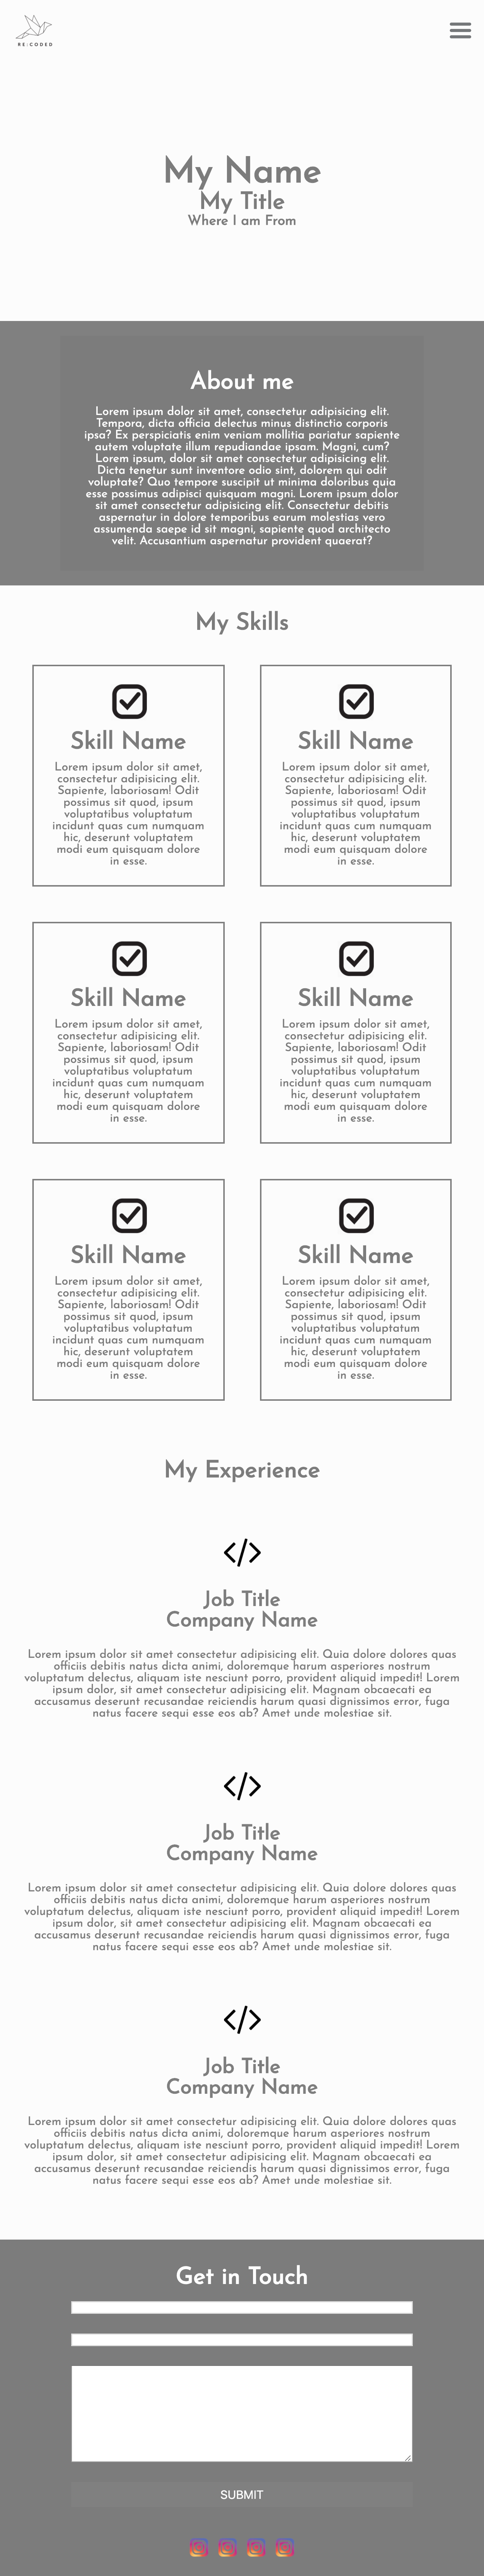 RE:CODED
My Name
My Title
Where I am From
About me
Lorem ipsum dolor sit amet, consectetur adipisicing elit.
Tempora, dicta officia delectus minus distinctio corporis
ipsa? Ex perspiciatis enim veniam mollitia pariatur sapiente
autem voluptate illum repudiandae ipsam. Magni, cum?
Lorem ipsum, dolor sit amet consectetur adipisicing elit.
Dicta tenetur sunt inventore odio sint, dolorem qui odit
voluptate? Quo tempore suscipit ut minima doloribus quia
esse possimus adipisci quisquam magni. Lorem ipsum dolor
sit amet consectetur adipisicing elit. Consectetur debitis
aspernatur in dolore temporibus earum molestias vero
assumenda saepe id sit magni, sapiente quod architecto
velit. Accusantium aspernatur provident quaerat?
My Skills
Skill Name
Lorem ipsum dolor sit amet,
consectetur adipisicing elit.
Sapiente, laboriosam! Odit
possimus sit quod, ipsum
voluptatibus voluptatum
incidunt quas cum numquam
hic, deserunt voluptatem
modi eum quisquam dolore
in esse.
Skill Name
Lorem ipsum dolor sit amet,
consectetur adipisicing elit.
Sapiente, laboriosam! Odit
possimus sit quod, ipsum
voluptatibus voluptatum
incidunt quas cum numquam
hic, deserunt voluptatem
modi eum quisquam dolore
in esse.
Skill Name
Lorem ipsum dolor sit amet,
consectetur adipisicing elit.
Sapiente, laboriosam! Odit
possimus sit quod, ipsum
voluptatibus voluptatum
incidunt quas cum numquam
hic, deserunt voluptatem
modi eum quisquam dolore
in esse.
Skill Name
Lorem ipsum dolor sit amet,
consectetur adipisicing elit.
Sapiente, laboriosam! Odit
possimus sit quod, ipsum
voluptatibus voluptatum
incidunt quas cum numquam
hic, deserunt voluptatem
modi eum quisquam dolore
in esse.
Skill Name
Lorem ipsum dolor sit amet,
consectetur adipisicing elit.
Sapiente, laboriosam! Odit
possimus sit quod, ipsum
voluptatibus voluptatum
incidunt quas cum numquam
hic, deserunt voluptatem
modi eum quisquam dolore
in esse.
Skill Name
Lorem ipsum dolor sit amet,
consectetur adipisicing elit.
Sapiente, laboriosam! Odit
possimus sit quod, ipsum
voluptatibus voluptatum
incidunt quas cum numquam
hic, deserunt voluptatem
modi eum quisquam dolore
in esse.
My Experience
Job Title
Company Name
Lorem ipsum dolor sit amet consectetur adipisicing elit. Quia dolore dolores quas
officiis debitis natus dicta animi, doloremque harum asperiores nostrum
voluptatum delectus, aliquam iste nesciunt porro, provident aliquid impedit! Lorem
ipsum dolor, sit amet consectetur adipisicing elit. Magnam obcaecati ea
accusamus deserunt recusandae reiciendis harum quasi dignissimos error, fuga
natus facere sequi esse eos ab? Amet unde molestiae sit.
Job Title
Company Name
Lorem ipsum dolor sit amet consectetur adipisicing elit. Quia dolore dolores quas
officiis debitis natus dicta animi, doloremque harum asperiores nostrum
voluptatum delectus, aliquam iste nesciunt porro, provident aliquid impedit! Lorem
ipsum dolor, sit amet consectetur adipisicing elit. Magnam obcaecati ea
accusamus deserunt recusandae reiciendis harum quasi dignissimos error, fuga
natus facere sequi esse eos ab? Amet unde molestiae sit.
Job Title
Company Name
Lorem ipsum dolor sit amet consectetur adipisicing elit. Quia dolore dolores quas
officiis debitis natus dicta animi, doloremque harum asperiores nostrum
voluptatum delectus, aliquam iste nesciunt porro, provident aliquid impedit! Lorem
ipsum dolor, sit amet consectetur adipisicing elit. Magnam obcaecati ea
accusamus deserunt recusandae reiciendis harum quasi dignissimos error, fuga
natus facere sequi esse eos ab? Amet unde molestiae sit.
Get in Touch
SUBMIT